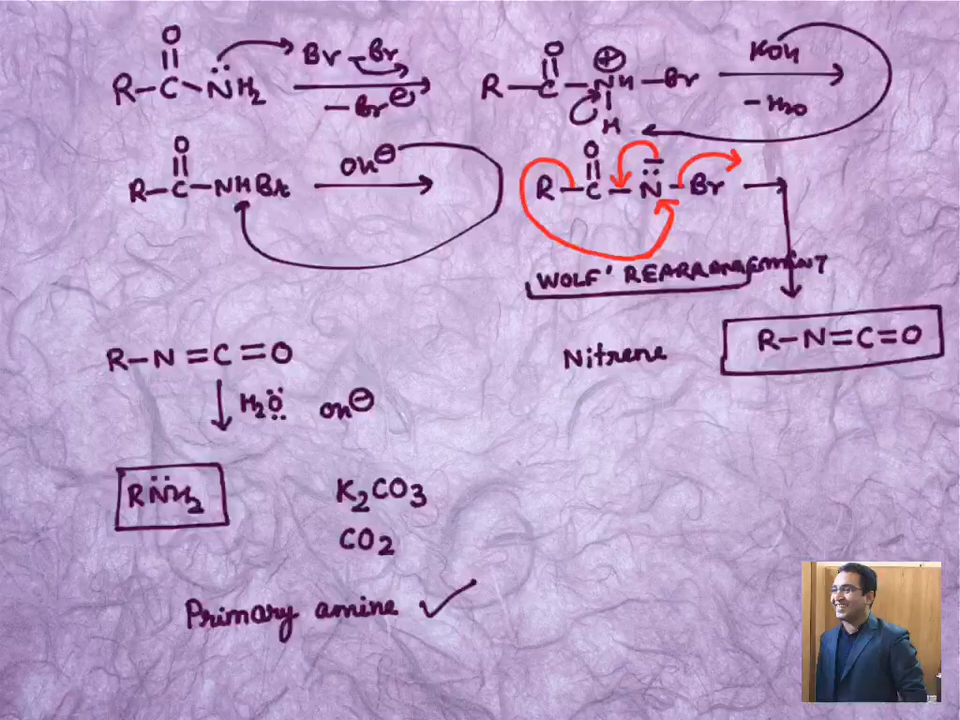 O O
R–C–N̈H₂ Br–Br R–C–N⊕H–Br KOH
–Br⊖ H –H₂O
O O
R–C–NHBr OH⊖ R–C–N̈–Br
WOLF' REARRANGEMENT
R–N=C=O Nitrene R–N=C=O
H₂Ö OH⊖
RN̈H₂ K₂CO₃
CO₂
Primary amine ✓